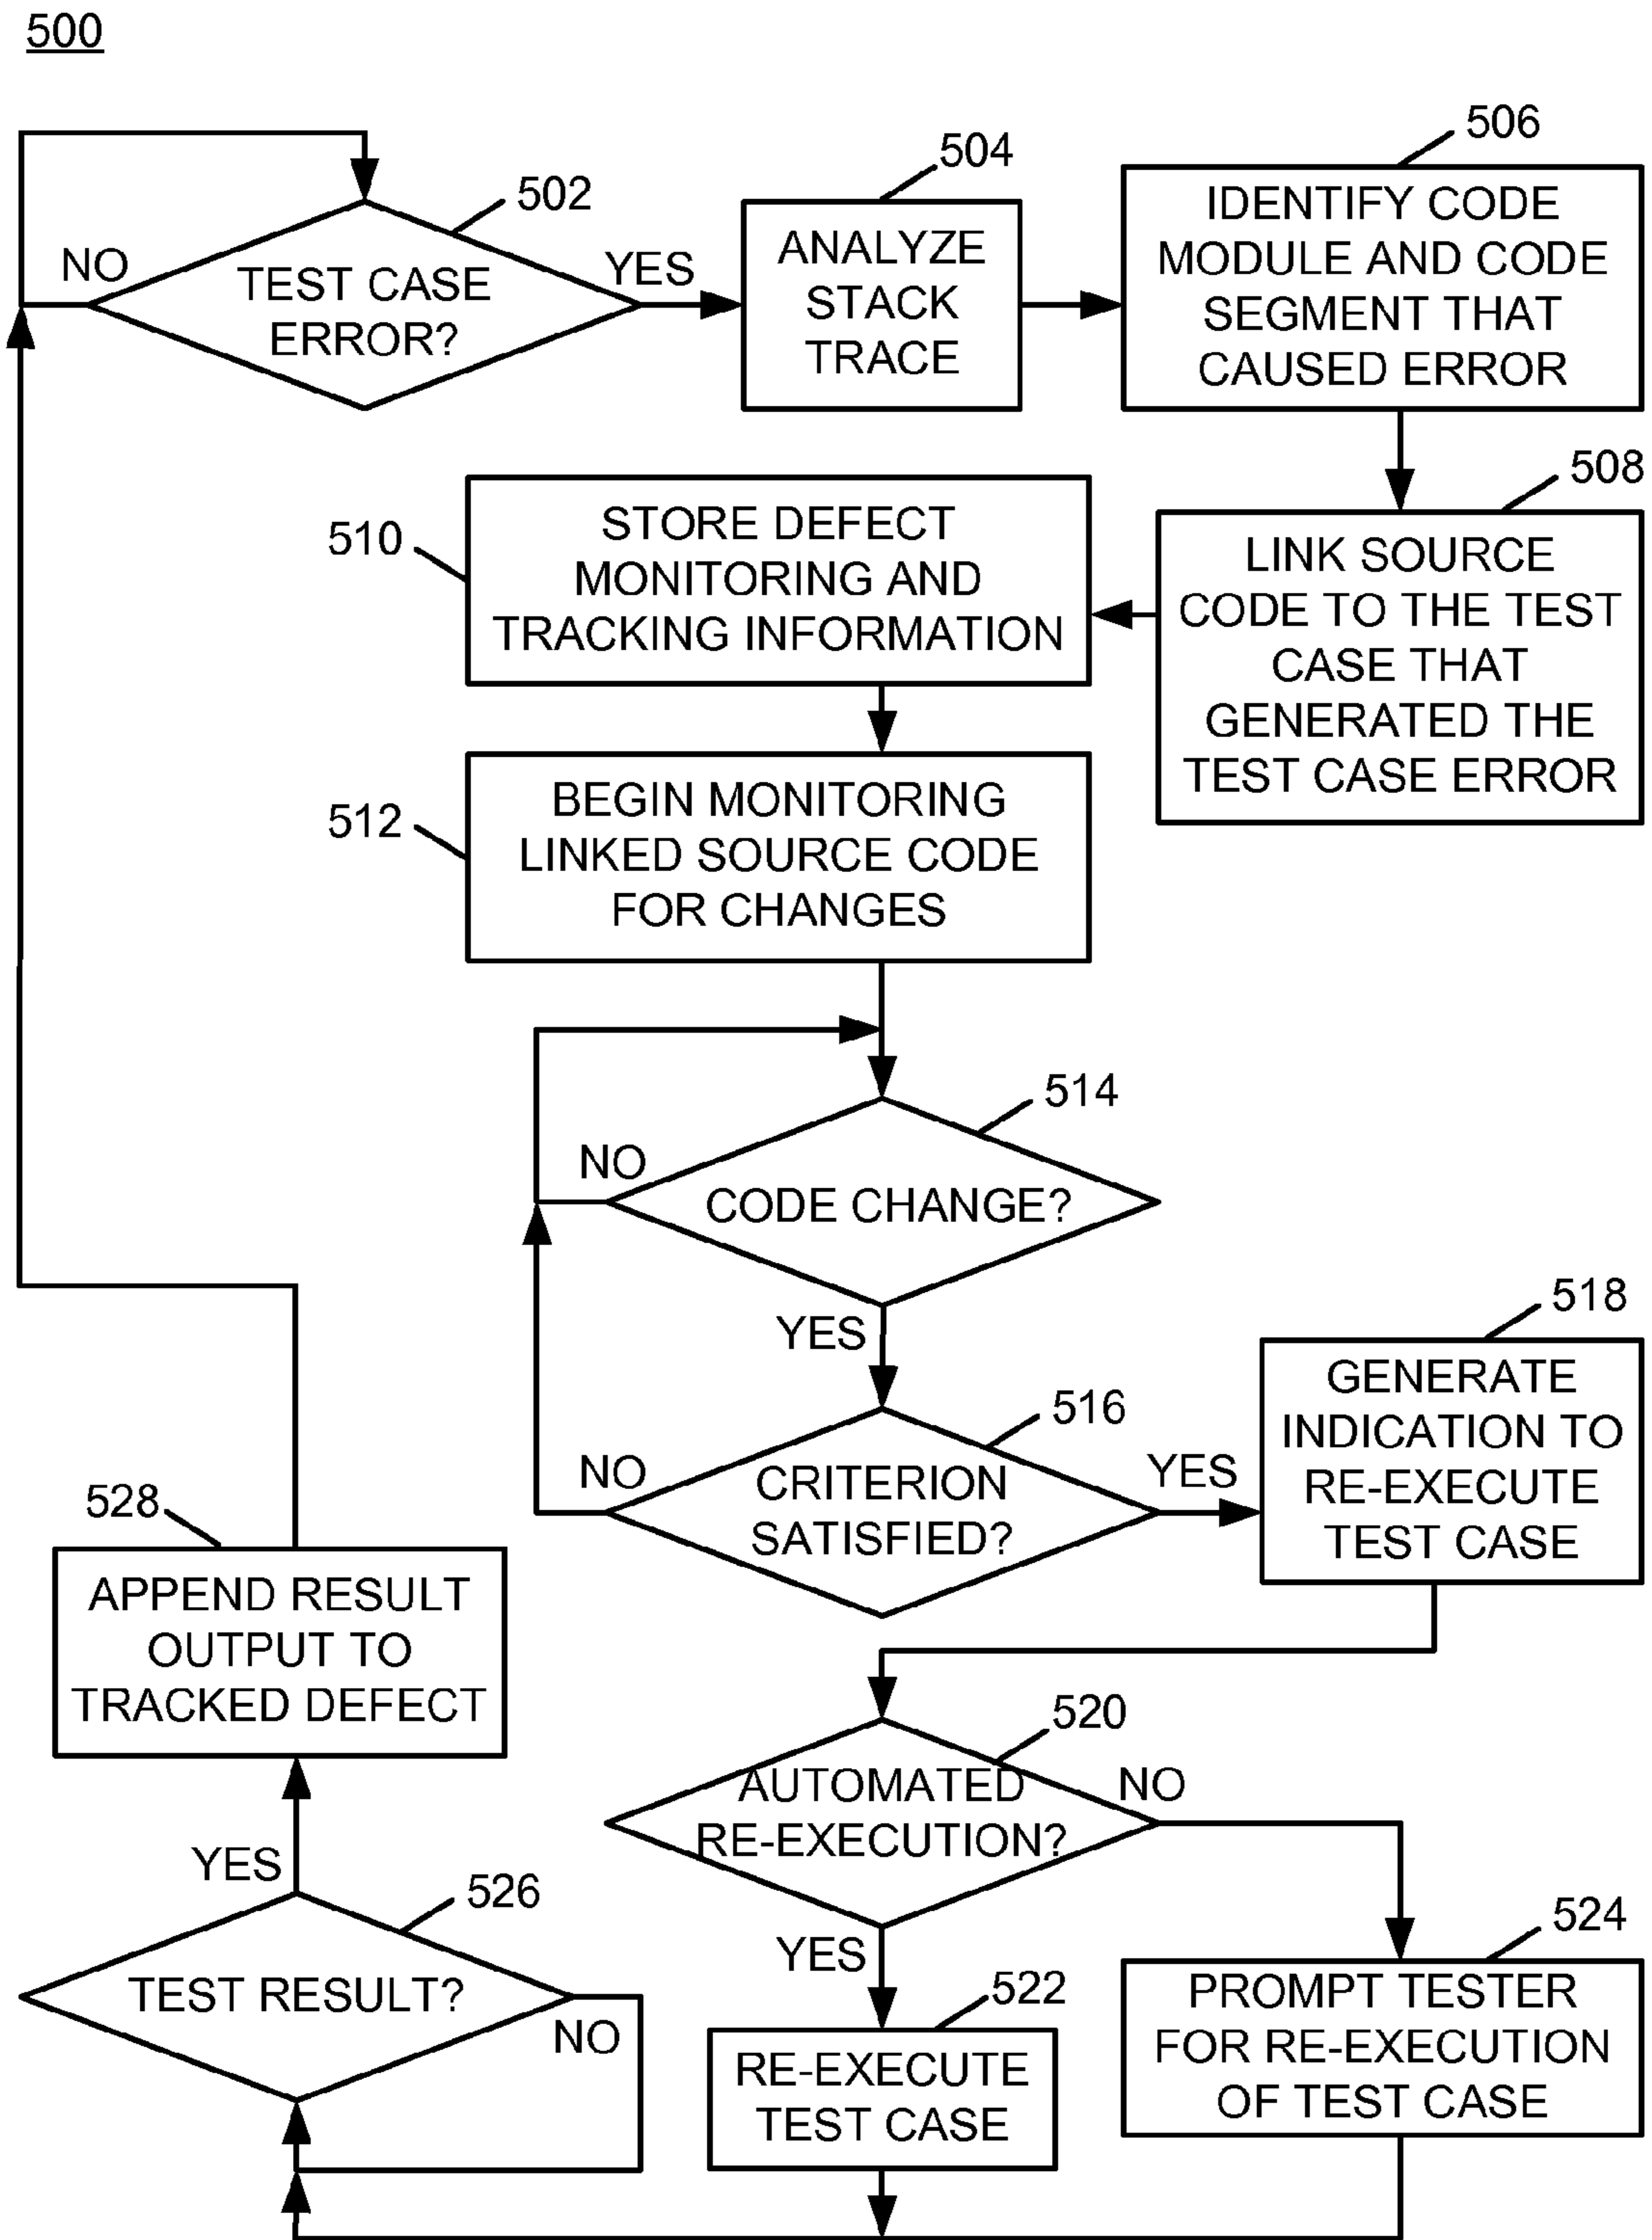 500
502
NO
TEST CASE
ERROR?
YES
504
ANALYZE
STACK
TRACE
506
IDENTIFY CODE
MODULE AND CODE
SEGMENT THAT
CAUSED ERROR
508
LINK SOURCE
CODE TO THE TEST
CASE THAT
GENERATED THE
TEST CASE ERROR
510
STORE DEFECT
MONITORING AND
TRACKING INFORMATION
512
BEGIN MONITORING
LINKED SOURCE CODE
FOR CHANGES
514
NO
CODE CHANGE?
YES
516
NO
CRITERION
SATISFIED?
YES
518
GENERATE
INDICATION TO
RE-EXECUTE
TEST CASE
520
AUTOMATED
RE-EXECUTION?
NO
YES
522
RE-EXECUTE
TEST CASE
524
PROMPT TESTER
FOR RE-EXECUTION
OF TEST CASE
526
TEST RESULT?
NO
YES
528
APPEND RESULT
OUTPUT TO
TRACKED DEFECT